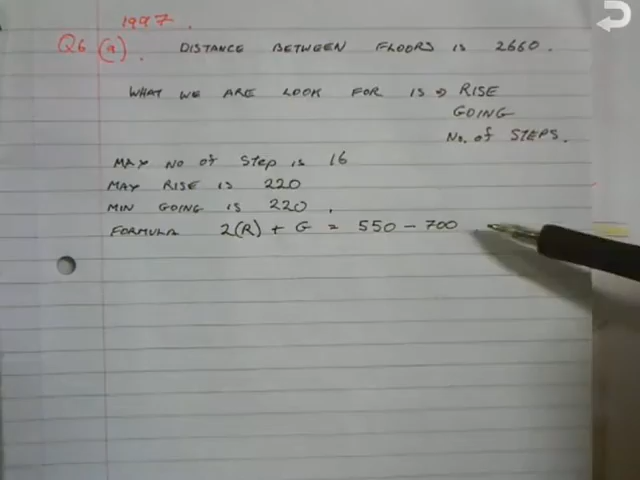 1997.
Q6 (a). DISTANCE BETWEEN FLOORS IS 2660.
WHAT WE ARE LOOK FOR IS → RISE
GOING
No. of STEPS.
MAX NO of Step is 16
MAX RISE IS 220
MIN GOING IS 220.
FORMULA 2(R) + G = 550 - 700